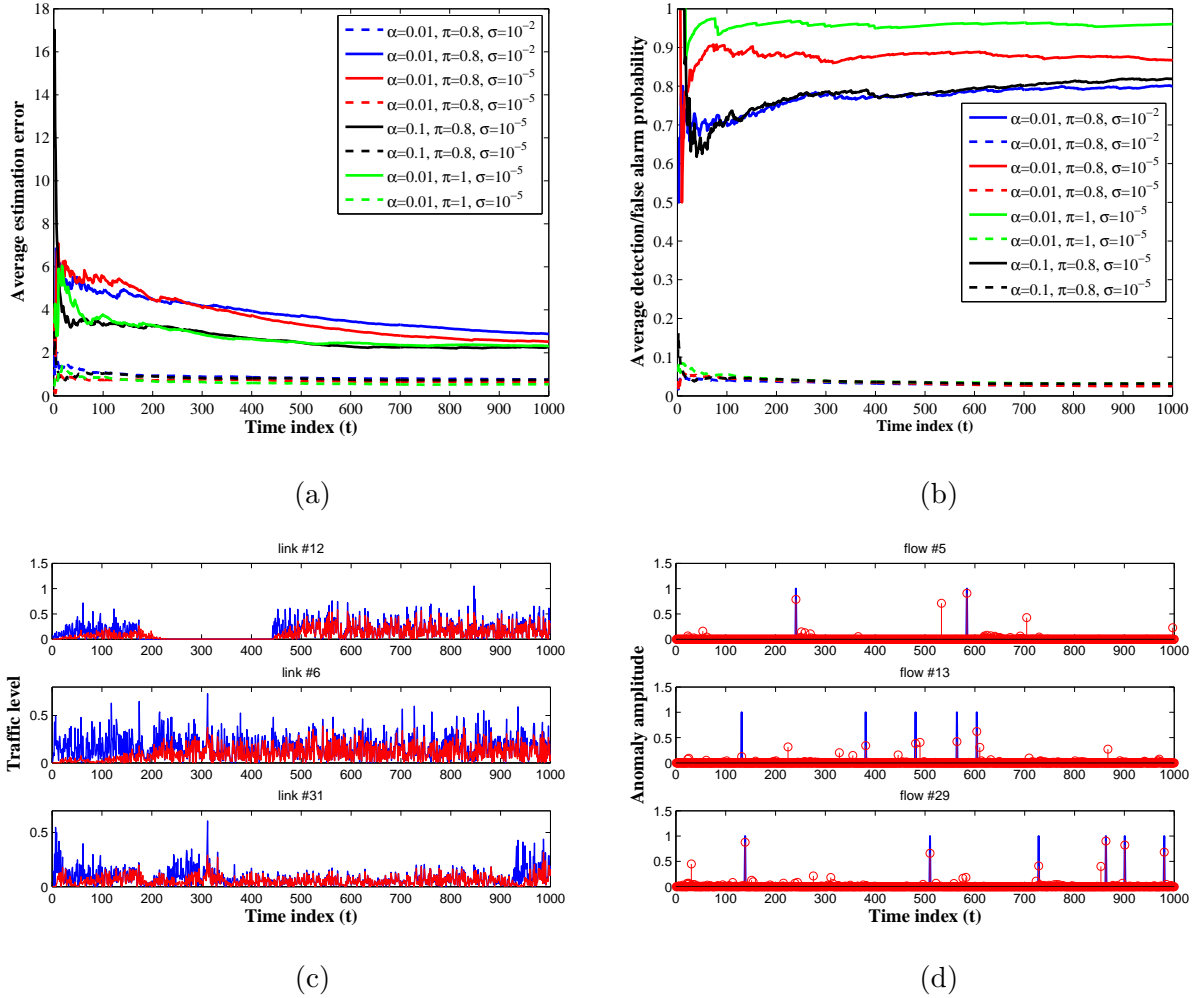 18
16
14
12
10
8
6
4
2
0
0 100 200 300 400 500 600 700 800 900 1000
Average estimation error
Time index (t)
α=0.01, π=0.8, σ=10⁻²
α=0.01, π=0.8, σ=10⁻²
α=0.01, π=0.8, σ=10⁻⁵
α=0.01, π=0.8, σ=10⁻⁵
α=0.1, π=0.8, σ=10⁻⁵
α=0.1, π=0.8, σ=10⁻⁵
α=0.01, π=1, σ=10⁻⁵
α=0.01, π=1, σ=10⁻⁵
(a)
1
0.9
0.8
0.7
0.6
0.5
0.4
0.3
0.2
0.1
0
0 100 200 300 400 500 600 700 800 900 1000
Average detection/false alarm probability
Time index (t)
α=0.01, π=0.8, σ=10⁻²
α=0.01, π=0.8, σ=10⁻²
α=0.01, π=0.8, σ=10⁻⁵
α=0.01, π=0.8, σ=10⁻⁵
α=0.01, π=1, σ=10⁻⁵
α=0.01, π=1, σ=10⁻⁵
α=0.1, π=0.8, σ=10⁻⁵
α=0.1, π=0.8, σ=10⁻⁵
(b)
link #12
1.5
1
0.5
0
0 100 200 300 400 500 600 700 800 900 1000
link #6
0.5
0
0 100 200 300 400 500 600 700 800 900 1000
link #31
0.5
0
0 100 200 300 400 500 600 700 800 900 1000
Traffic level
Time index (t)
(c)
flow #5
1.5
1
0.5
0
0 100 200 300 400 500 600 700 800 900 1000
flow #13
1.5
1
0.5
0
0 100 200 300 400 500 600 700 800 900 1000
flow #29
1.5
1
0.5
0
0 100 200 300 400 500 600 700 800 900 1000
Anomaly amplitude
Time index (t)
(d)